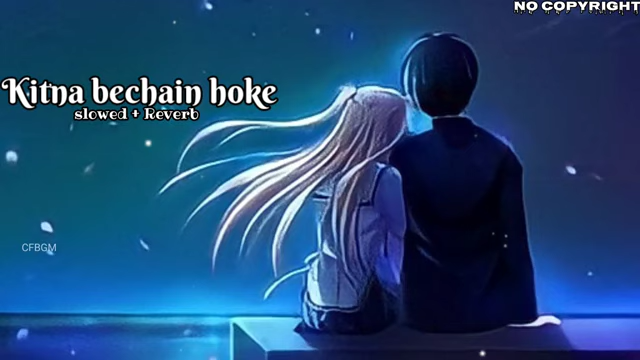 NO COPYRIGHT
Kitna bechain hoke
slowed + Reverb
CFBGM